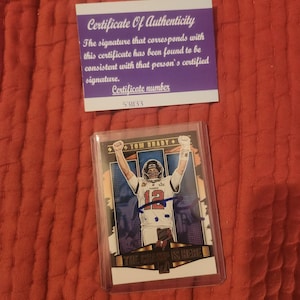 Certificate Of Authenticity
The signature that corresponds with
this certificate has been found to be
consistent with that person's certified
signature.
Certificate number
TOM BRADY
12